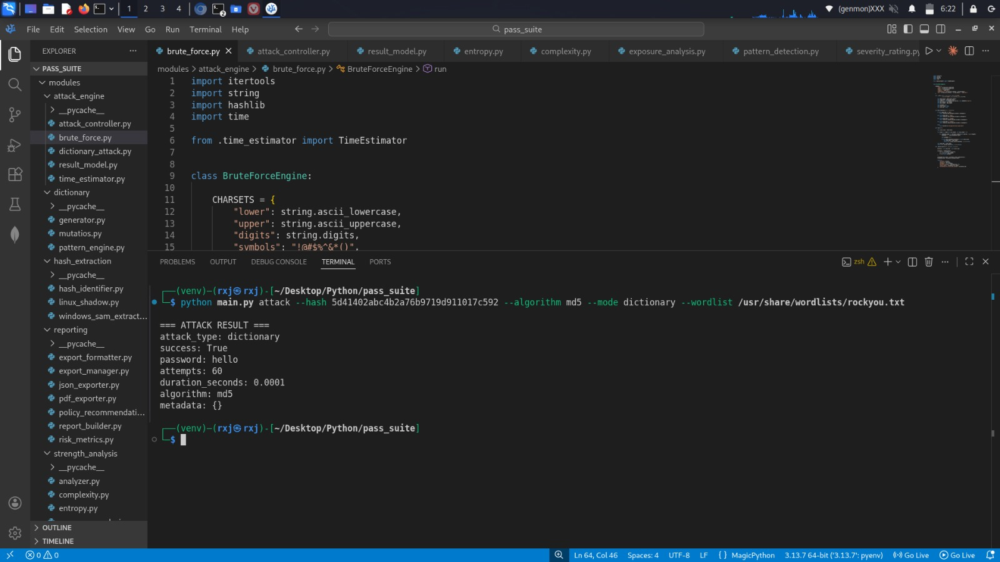 1 2 3 4
2
(genmon)XXX
6:22
File Edit Selection View Go Run Terminal Help
pass_suite
EXPLORER
PASS_SUITE
modules
attack_engine
__pycache__
attack_controller.py
brute_force.py
dictionary_attack.py
result_model.py
time_estimator.py
dictionary
__pycache__
generator.py
mutatios.py
pattern_engine.py
hash_extraction
__pycache__
hash_identifier.py
linux_shadow.py
windows_sam_extract...
reporting
__pycache__
export_formatter.py
export_manager.py
json_exporter.py
pdf_exporter.py
policy_recommendati...
report_builder.py
risk_metrics.py
strength_analysis
__pycache__
analyzer.py
complexity.py
entropy.py
OUTLINE
TIMELINE
brute_force.py attack_controller.py result_model.py entropy.py complexity.py exposure_analysis.py pattern_detection.py severity_rating.py
modules > attack_engine > brute_force.py > BruteForceEngine > run
1 import itertools
2 import string
3 import hashlib
4 import time
5
6 from .time_estimator import TimeEstimator
7
8
9 class BruteForceEngine:
10
11 CHARSETS = {
12 "lower": string.ascii_lowercase,
13 "upper": string.ascii_uppercase,
14 "digits": string.digits,
15 "symbols": "!@#$%^&*()",
PROBLEMS OUTPUT DEBUG CONSOLE TERMINAL PORTS
zsh
(venv)-(rxj㉿rxj)-[~/Desktop/Python/pass_suite]
$ python main.py attack --hash 5d41402abc4b2a76b9719d911017c592 --algorithm md5 --mode dictionary --wordlist /usr/share/wordlists/rockyou.txt
=== ATTACK RESULT ===
attack_type: dictionary
success: True
password: hello
attempts: 60
duration_seconds: 0.0001
algorithm: md5
metadata: {}
(venv)-(rxj㉿rxj)-[~/Desktop/Python/pass_suite]
$
0 0
Ln 64, Col 46 Spaces: 4 UTF-8 LF { } MagicPython 3.13.7 64-bit ('3.13.7': pyenv) Go Live Go Live